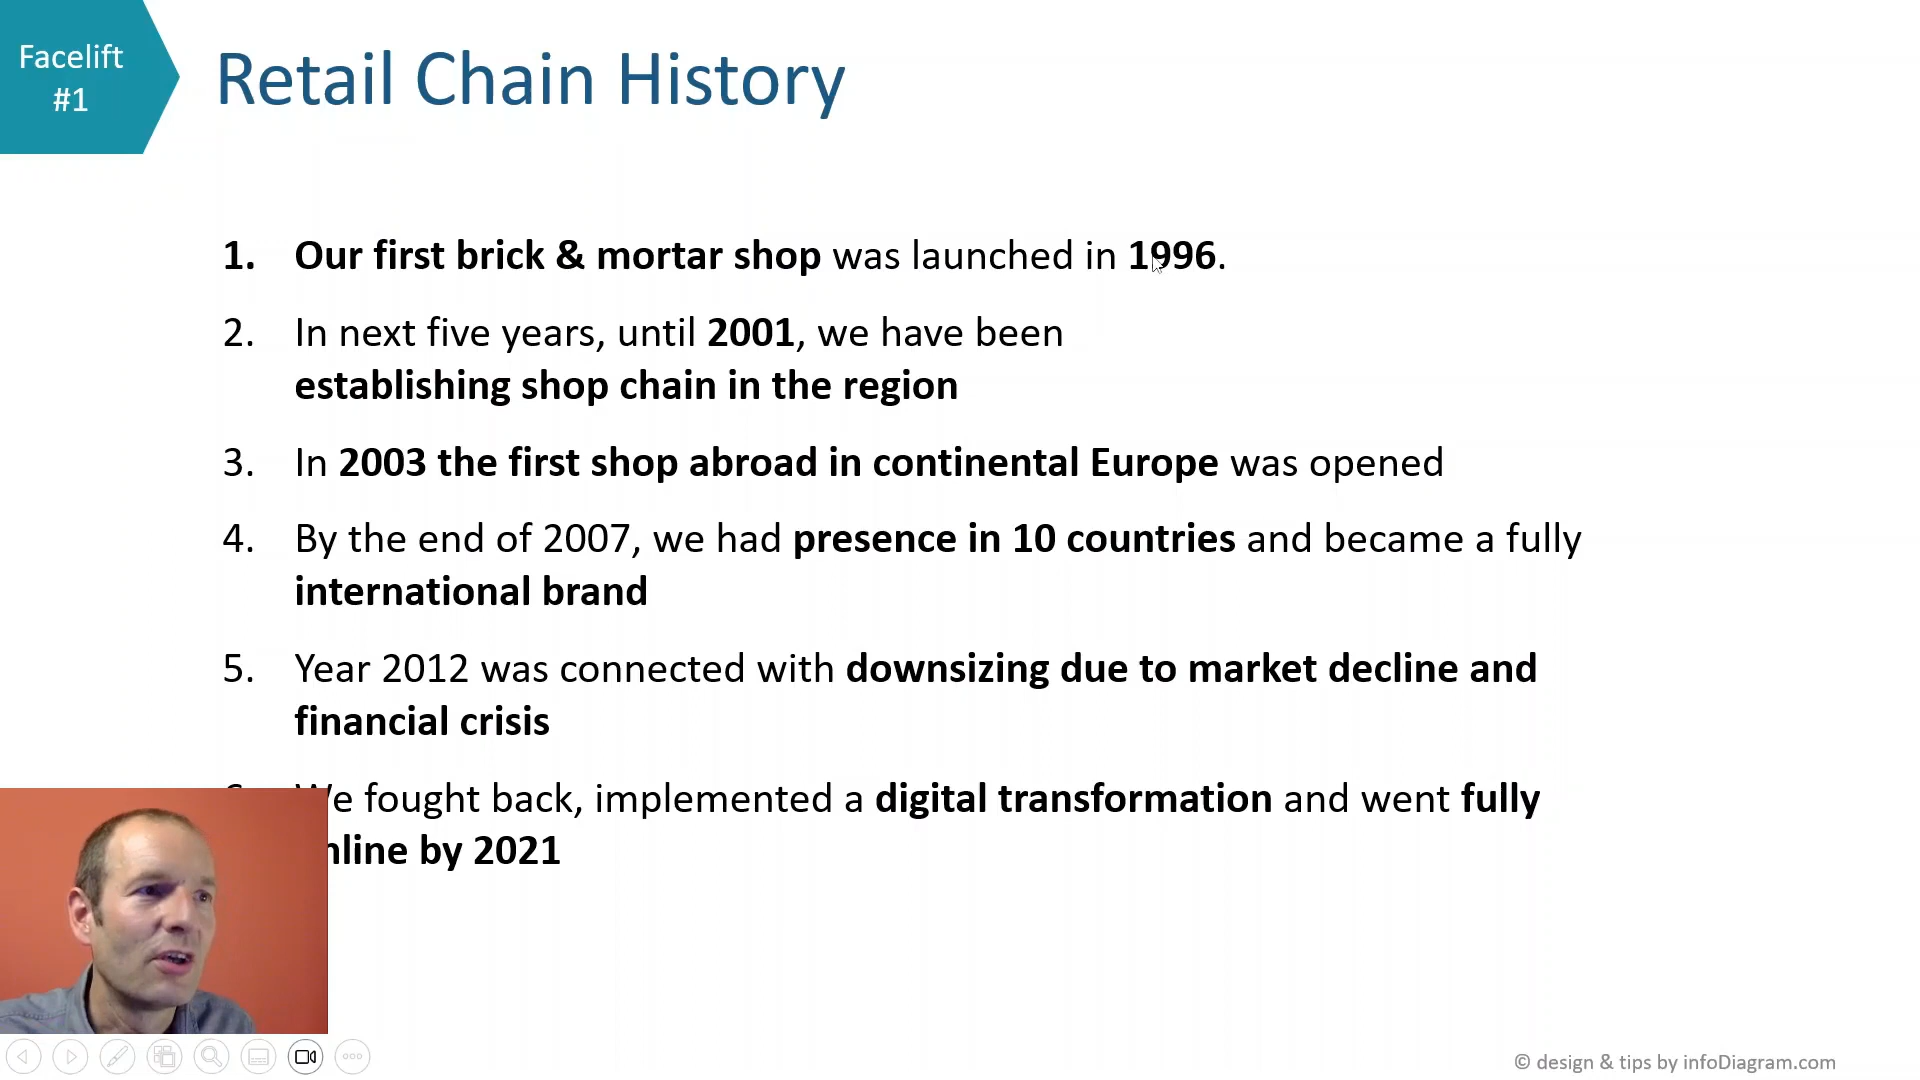 Facelift
#1
Retail Chain History
1. Our first brick & mortar shop was launched in 1996.
2. In next five years, until 2001, we have been
establishing shop chain in the region
3. In 2003 the first shop abroad in continental Europe was opened
4. By the end of 2007, we had presence in 10 countries and became a fully
international brand
5. Year 2012 was connected with downsizing due to market decline and
financial crisis
We fought back, implemented a digital transformation and went fully
nline by 2021
© design & tips by infoDiagram.com